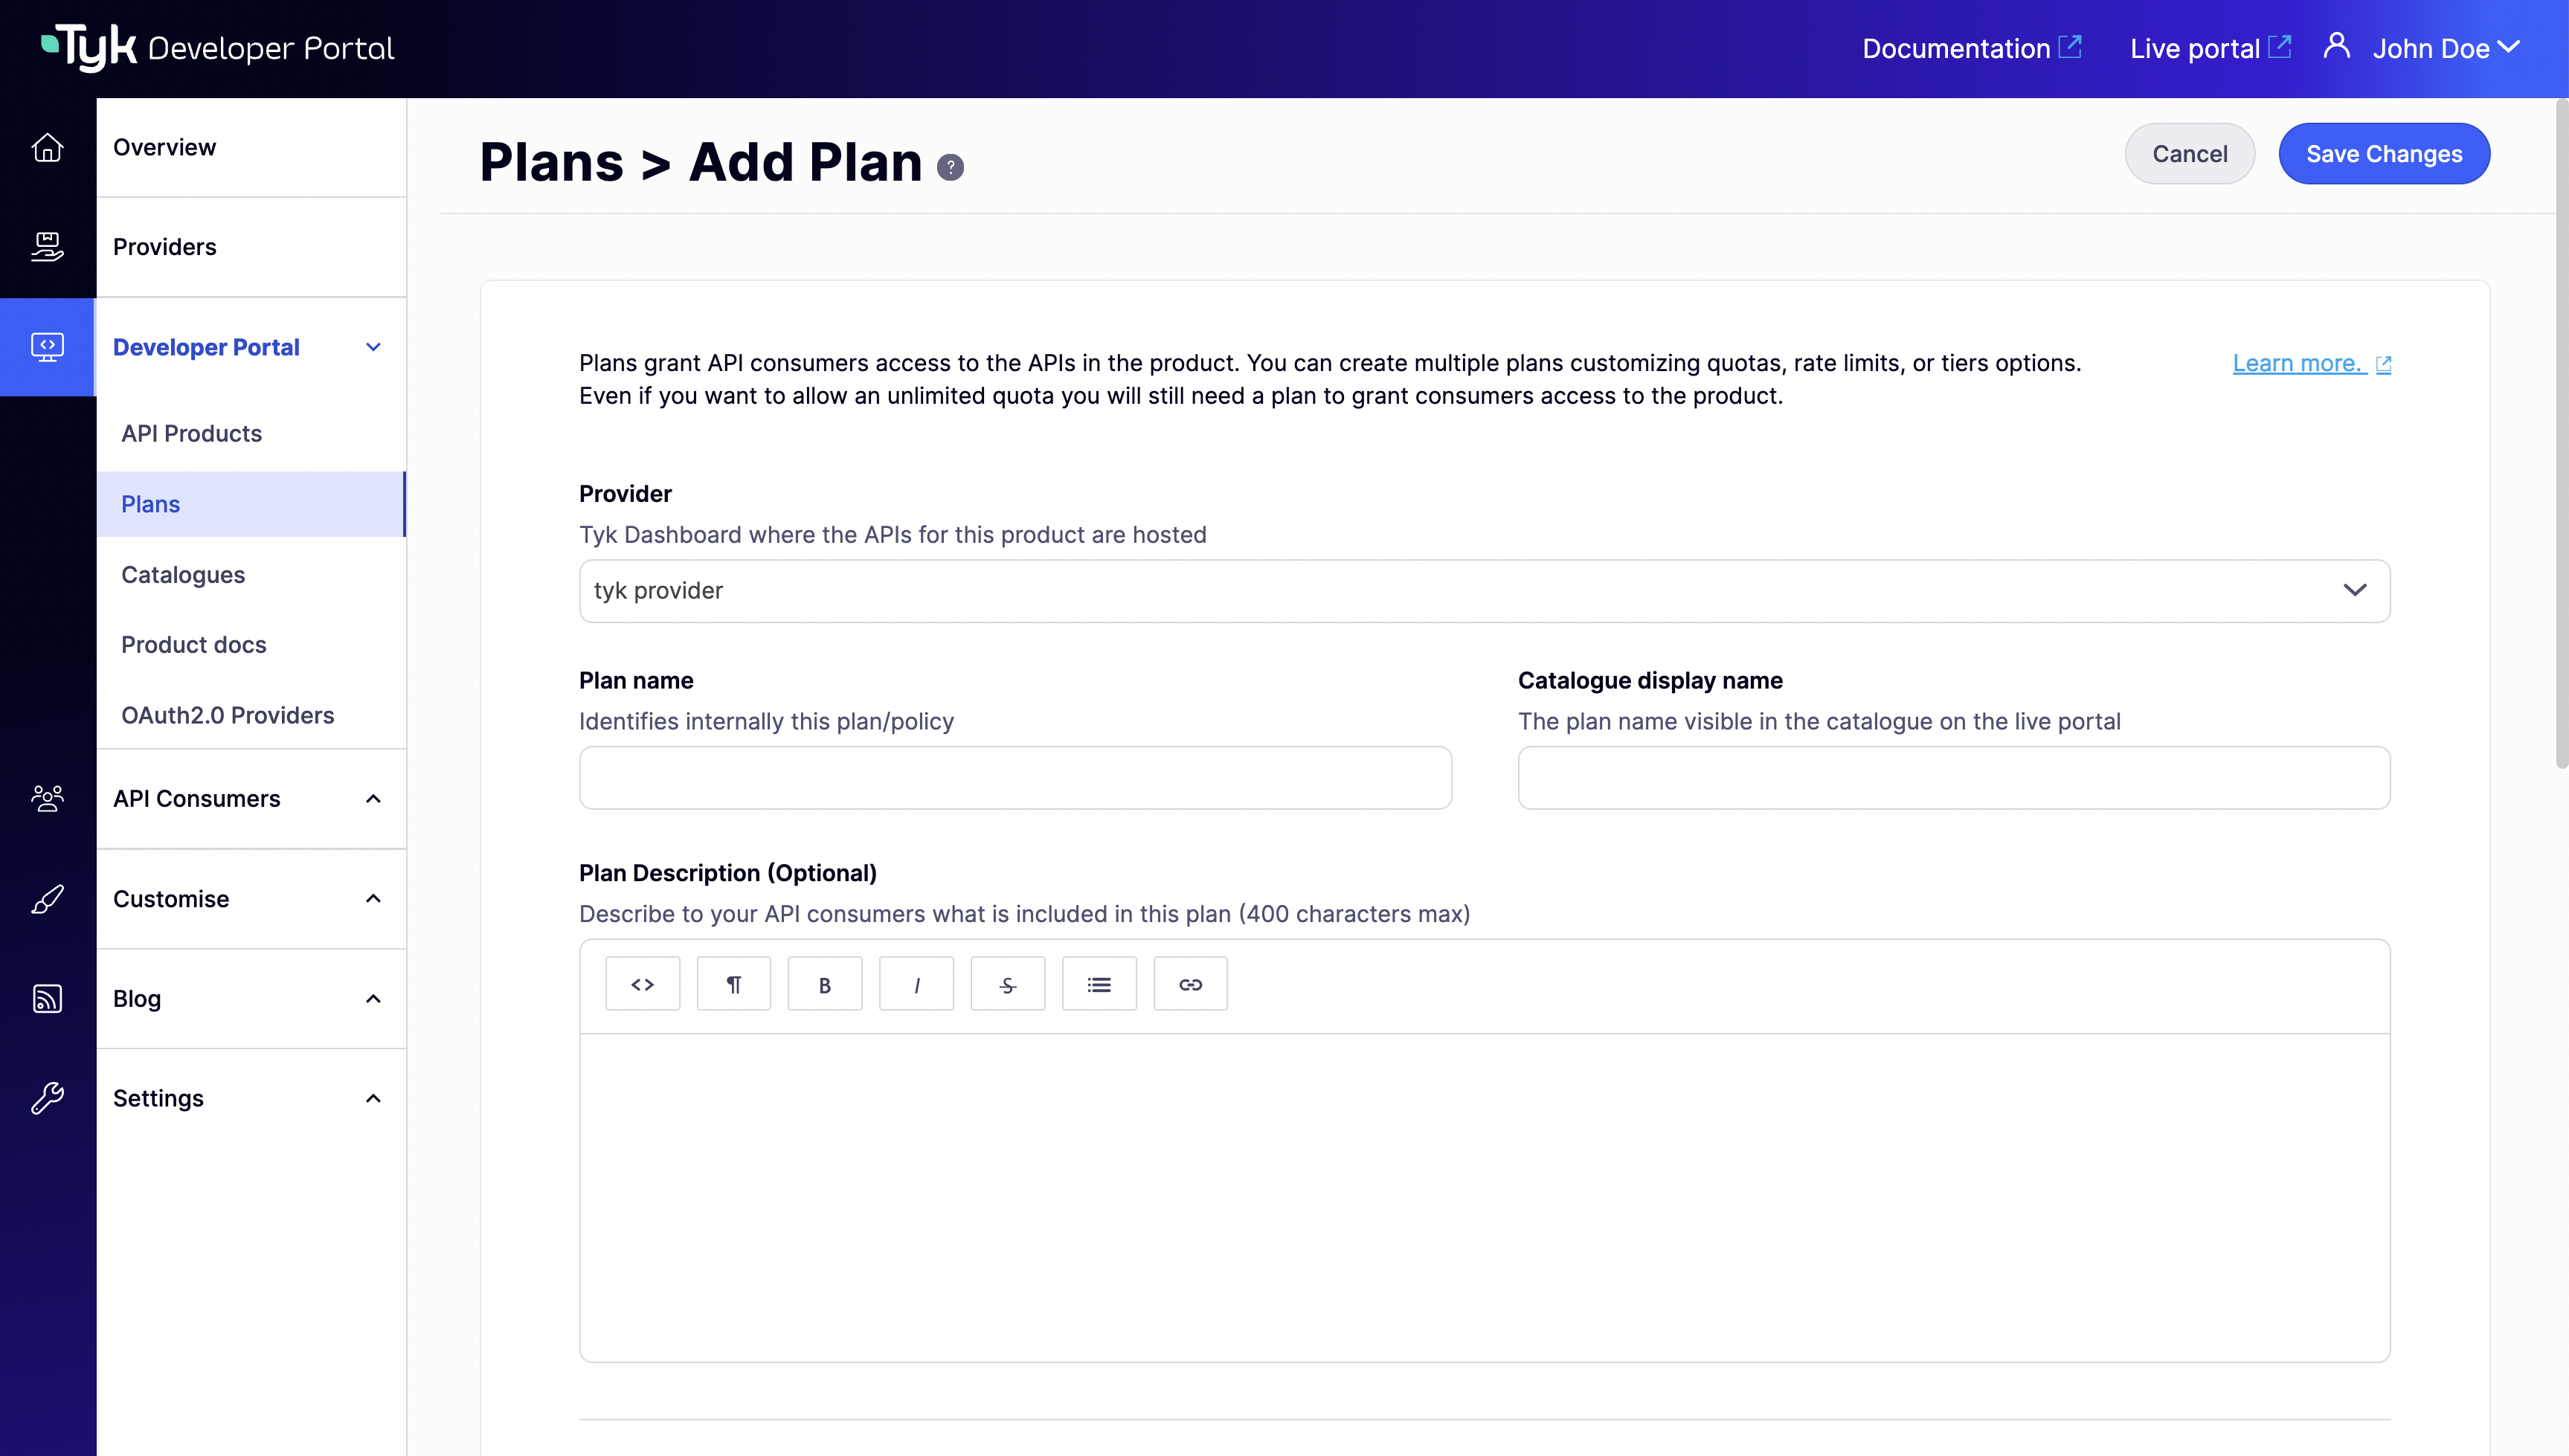 Tyk Developer Portal
Documentation
Live portal
John Doe
Overview
Providers
Developer Portal
API Products
Plans
Catalogues
Product docs
OAuth2.0 Providers
API Consumers
Customise
Blog
Settings
Plans > Add Plan ?
Cancel
Save Changes
Plans grant API consumers access to the APIs in the product. You can create multiple plans customizing quotas, rate limits, or tiers options.
Even if you want to allow an unlimited quota you will still need a plan to grant consumers access to the product.
Learn more.
Provider
Tyk Dashboard where the APIs for this product are hosted
tyk provider
Plan name
Identifies internally this plan/policy
Catalogue display name
The plan name visible in the catalogue on the live portal
Plan Description (Optional)
Describe to your API consumers what is included in this plan (400 characters max)
<> ¶ B I S